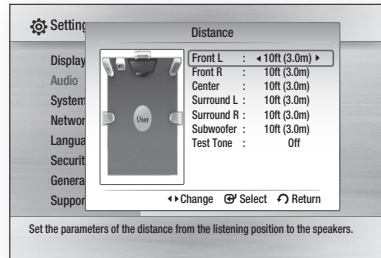 Setting
Distance
Display
Audio
System
Networ
Langua
Securit
Genera
Suppor
User
Front L : ◂ 10ft (3.0m) ▸
Front R : 10ft (3.0m)
Center : 10ft (3.0m)
Surround L : 10ft (3.0m)
Surround R : 10ft (3.0m)
Subwoofer : 10ft (3.0m)
Test Tone : Off
◂▸ Change Select Return
Set the parameters of the distance from the listening position to the speakers.